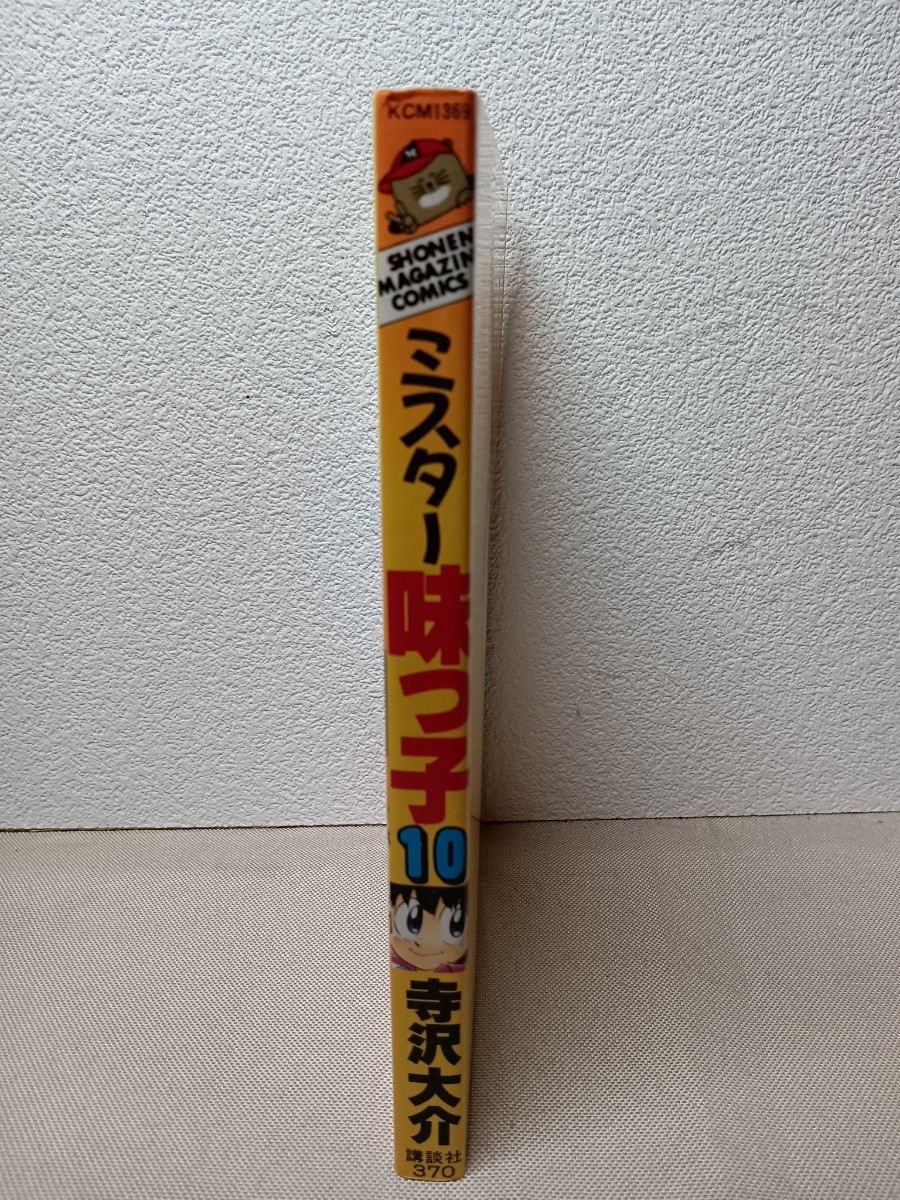 KCM1369
SHONEN
MAGAZIN
COMICS
ミスター
味っ子
10
寺沢大介
講談社
370